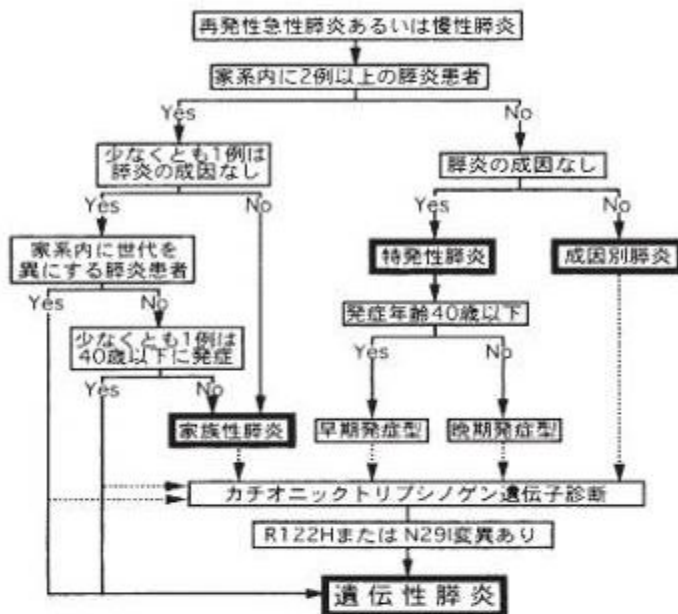 再発性急性膵炎あるいは慢性膵炎
家系内に2例以上の膵炎患者
Yes
No
少なくとも1例は
膵炎の成因なし
膵炎の成因なし
Yes
No
Yes
No
家系内に世代を
異にする膵炎患者
特発性膵炎
成因別膵炎
Yes
No
発症年齢40歳以下
少なくとも1例は
40歳以下に発症
Yes
No
Yes
No
家族性膵炎
早期発症型
晩期発症型
カチオニックトリプシノゲン遺伝子診断
R122HまたはN29I変異あり
遺伝性膵炎